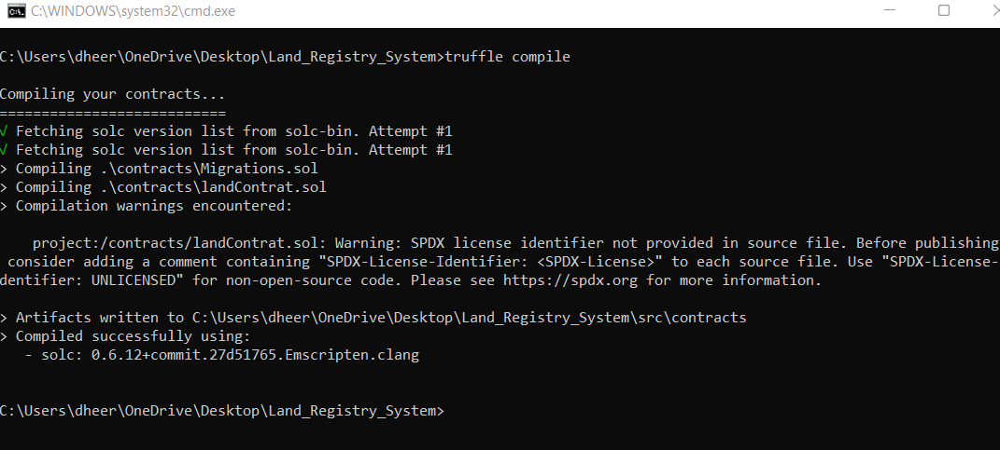 C:\WINDOWS\system32\cmd.exe
C:\Users\dheer\OneDrive\Desktop\Land_Registry_System>truffle compile
Compiling your contracts...
===========================
√ Fetching solc version list from solc-bin. Attempt #1
√ Fetching solc version list from solc-bin. Attempt #1
> Compiling .\contracts\Migrations.sol
> Compiling .\contracts\landContrat.sol
> Compilation warnings encountered:
project:/contracts/landContrat.sol: Warning: SPDX license identifier not provided in source file. Before publishing
consider adding a comment containing "SPDX-License-Identifier: <SPDX-License>" to each source file. Use "SPDX-License-
dentifier: UNLICENSED" for non-open-source code. Please see https://spdx.org for more information.
> Artifacts written to C:\Users\dheer\OneDrive\Desktop\Land_Registry_System\src\contracts
> Compiled successfully using:
- solc: 0.6.12+commit.27d51765.Emscripten.clang
C:\Users\dheer\OneDrive\Desktop\Land_Registry_System>